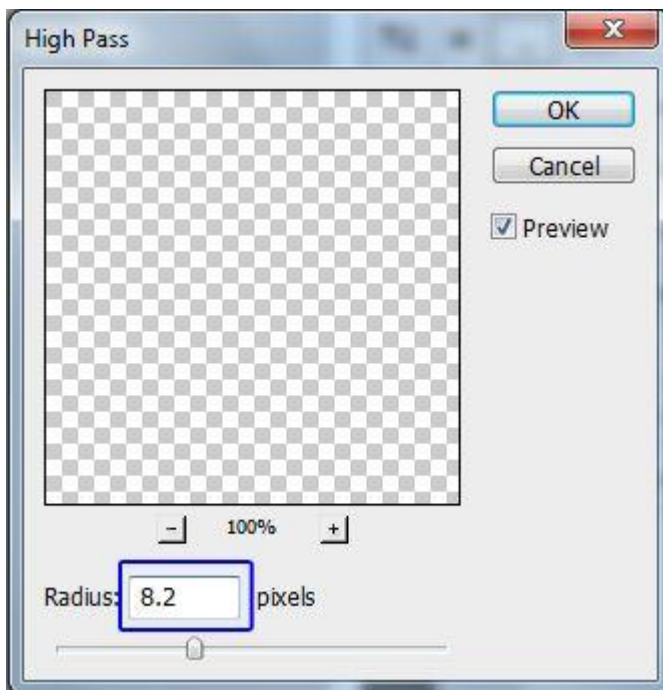 High Pass
OK
Cancel
Preview
- 100% +
Radius: 8.2 pixels